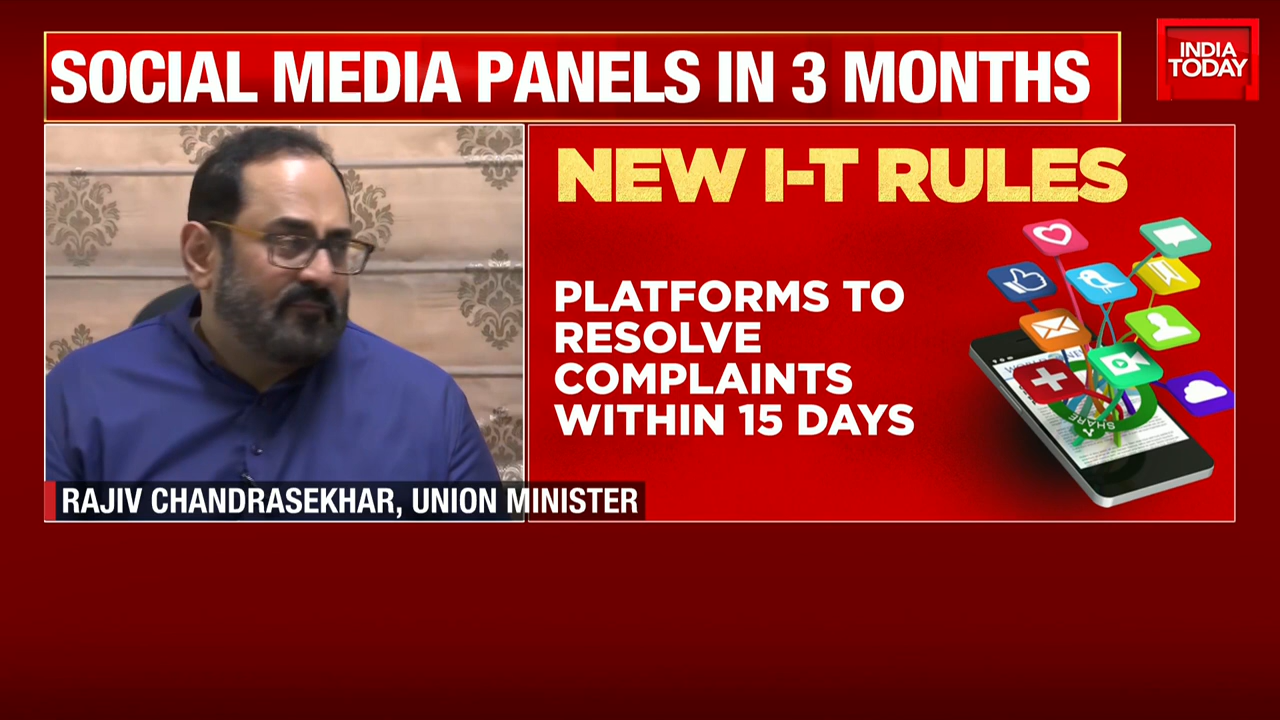 SOCIAL MEDIA PANELS IN 3 MONTHS
INDIA
TODAY
NEW I-T RULES
PLATFORMS TO
RESOLVE
COMPLAINTS
WITHIN 15 DAYS
SHARE
RAJIV CHANDRASEKHAR, UNION MINISTER